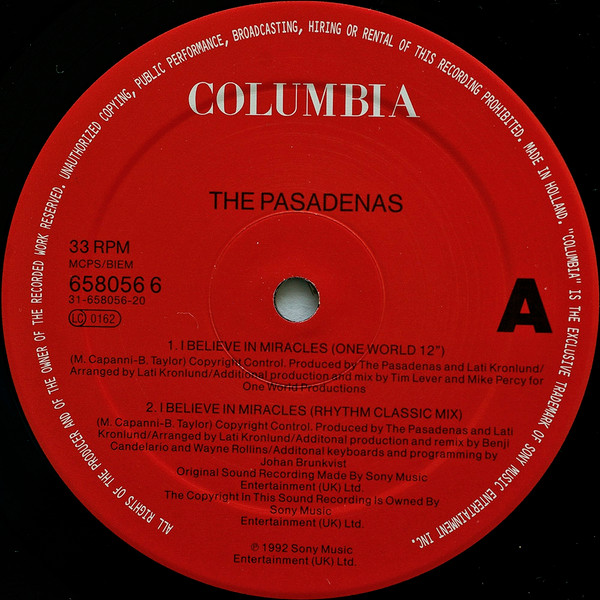 ALL RIGHTS OF THE PRODUCER AND OF THE OWNER OF THE RECORDED WORK RESERVED. UNAUTHORIZED COPYING, PUBLIC PERFORMANCE, BROADCASTING, HIRING OR RENTAL OF THIS RECORDING PROHIBITED. MADE IN HOLLAND. "COLUMBIA" IS THE EXCLUSIVE TRADEMARK OF SONY MUSIC ENTERTAINMENT INC.
COLUMBIA
THE PASADENAS
33 RPM
MCPS/BIEM
658056 6
31-658056-20
LC 0162
A
1. I BELIEVE IN MIRACLES (ONE WORLD 12")
(M. Capanni-B. Taylor) Copyright Control. Produced by The Pasadenas and Lati Kronlund/
Arranged by Lati Kronlund/Additional production and mix by Tim Lever and Mike Percy for
One World Productions
2. I BELIEVE IN MIRACLES (RHYTHM CLASSIC MIX)
(M. Capanni-B. Taylor) Copyright Control. Produced by The Pasadenas and Lati
Kronlund/Arranged by Lati Kronlund/Additonal production and remix by Benji
Candelario and Wayne Rollins/Additonal keyboards and programming by
Johan Brunkvist
Original Sound Recording Made By Sony Music
Entertainment (UK) Ltd.
The Copyright In This Sound Recording is Owned By
Sony Music
Entertainment (UK) Ltd.
℗ 1992 Sony Music
Entertainment (UK) Ltd.